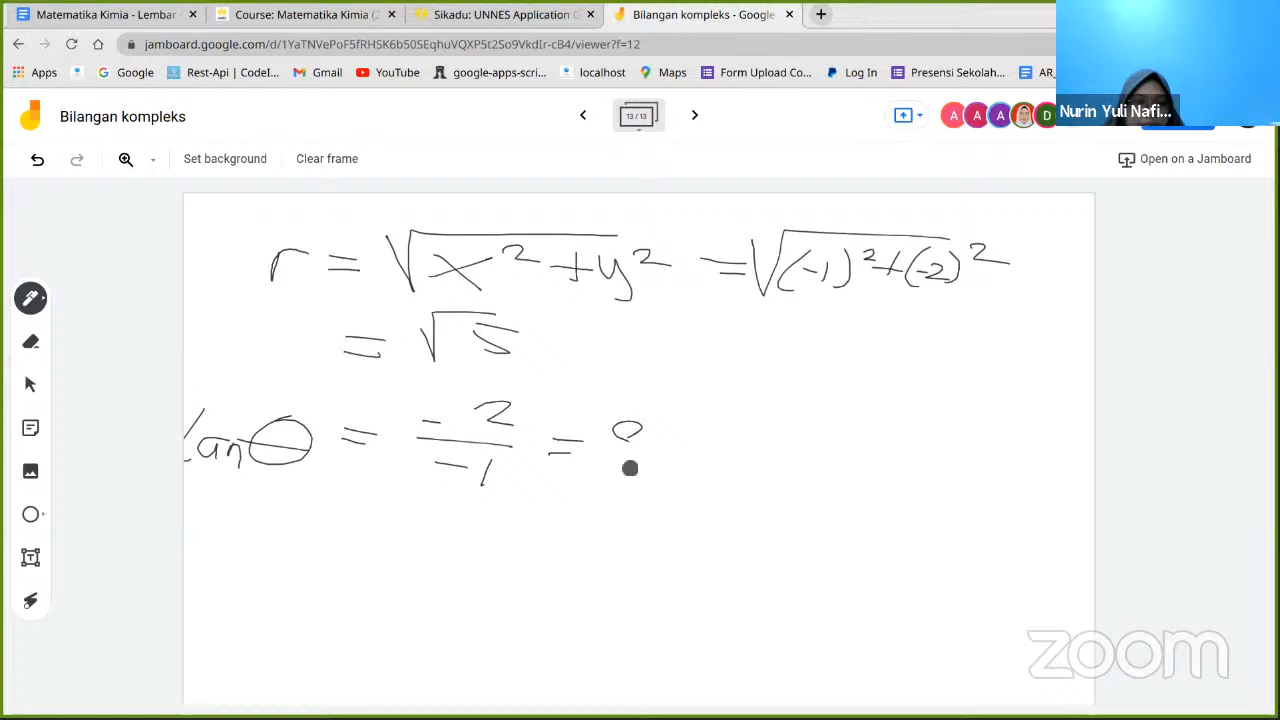 Matematika Kimia - Lembar
Course: Matematika Kimia (2
Sikadu: UNNES Application C
Bilangan kompleks - Google
jamboard.google.com/d/1YaTNVePoF5fRHSK6b50SEqhuVQXP5t2So9VkdIr-cB4/viewer?f=12
Apps
Google
Rest-Api | CodeI...
Gmail
YouTube
google-apps-scri...
localhost
Maps
Form Upload Co...
Log In
Presensi Sekolah...
AR_
Nurin Yuli Nafi...
Bilangan kompleks
13 / 13
A A A D
Set background
Clear frame
Open on a Jamboard
r = √x² + y² = √(-1)² + (-2)²
= √5
tan θ = -2/-1 =
zoom